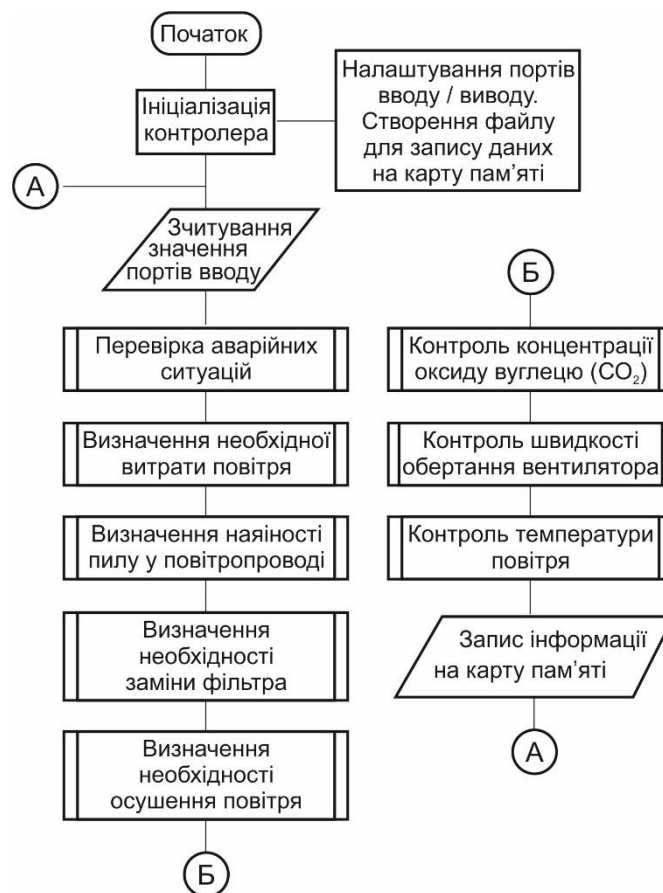 Початок
Ініціалізація
контролера
Налаштування портів
вводу / виводу.
Створення файлу
для запису даних
на карту пам’яті
А
Зчитування
значення
портів вводу
Перевірка аварійних
ситуацій
Визначення необхідної
витрати повітря
Визначення наяіності
пилу у повітропроводі
Визначення
необхідності
заміни фільтра
Визначення
необхідності
осушення повітря
Б
Б
Контроль концентрації
оксиду вуглецю (CO₂)
Контроль швидкості
обертання вентилятора
Контроль температури
повітря
Запис інформації
на карту пам’яті
А